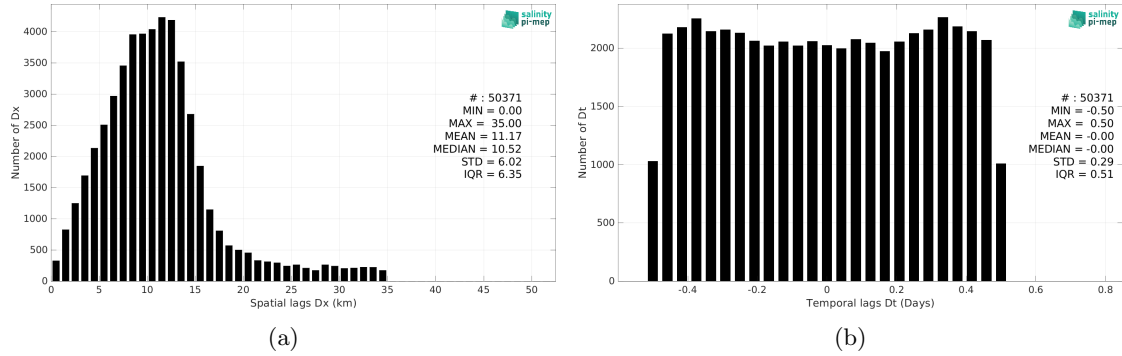 salinity
pi-mep
4000
3500
3000
2500
2000
1500
1000
500
0
Number of Dx
# : 50371
MIN = 0.00
MAX = 35.00
MEAN = 11.17
MEDIAN = 10.52
STD = 6.02
IQR = 6.35
0 5 10 15 20 25 30 35 40 45 50
Spatial lags Dx (km)
(a)
salinity
pi-mep
2000
1500
1000
500
0
Number of Dt
# : 50371
MIN = -0.50
MAX = 0.50
MEAN = -0.00
MEDIAN = -0.00
STD = 0.29
IQR = 0.51
-0.4 -0.2 0 0.2 0.4 0.6 0.8
Temporal lags Dt (Days)
(b)